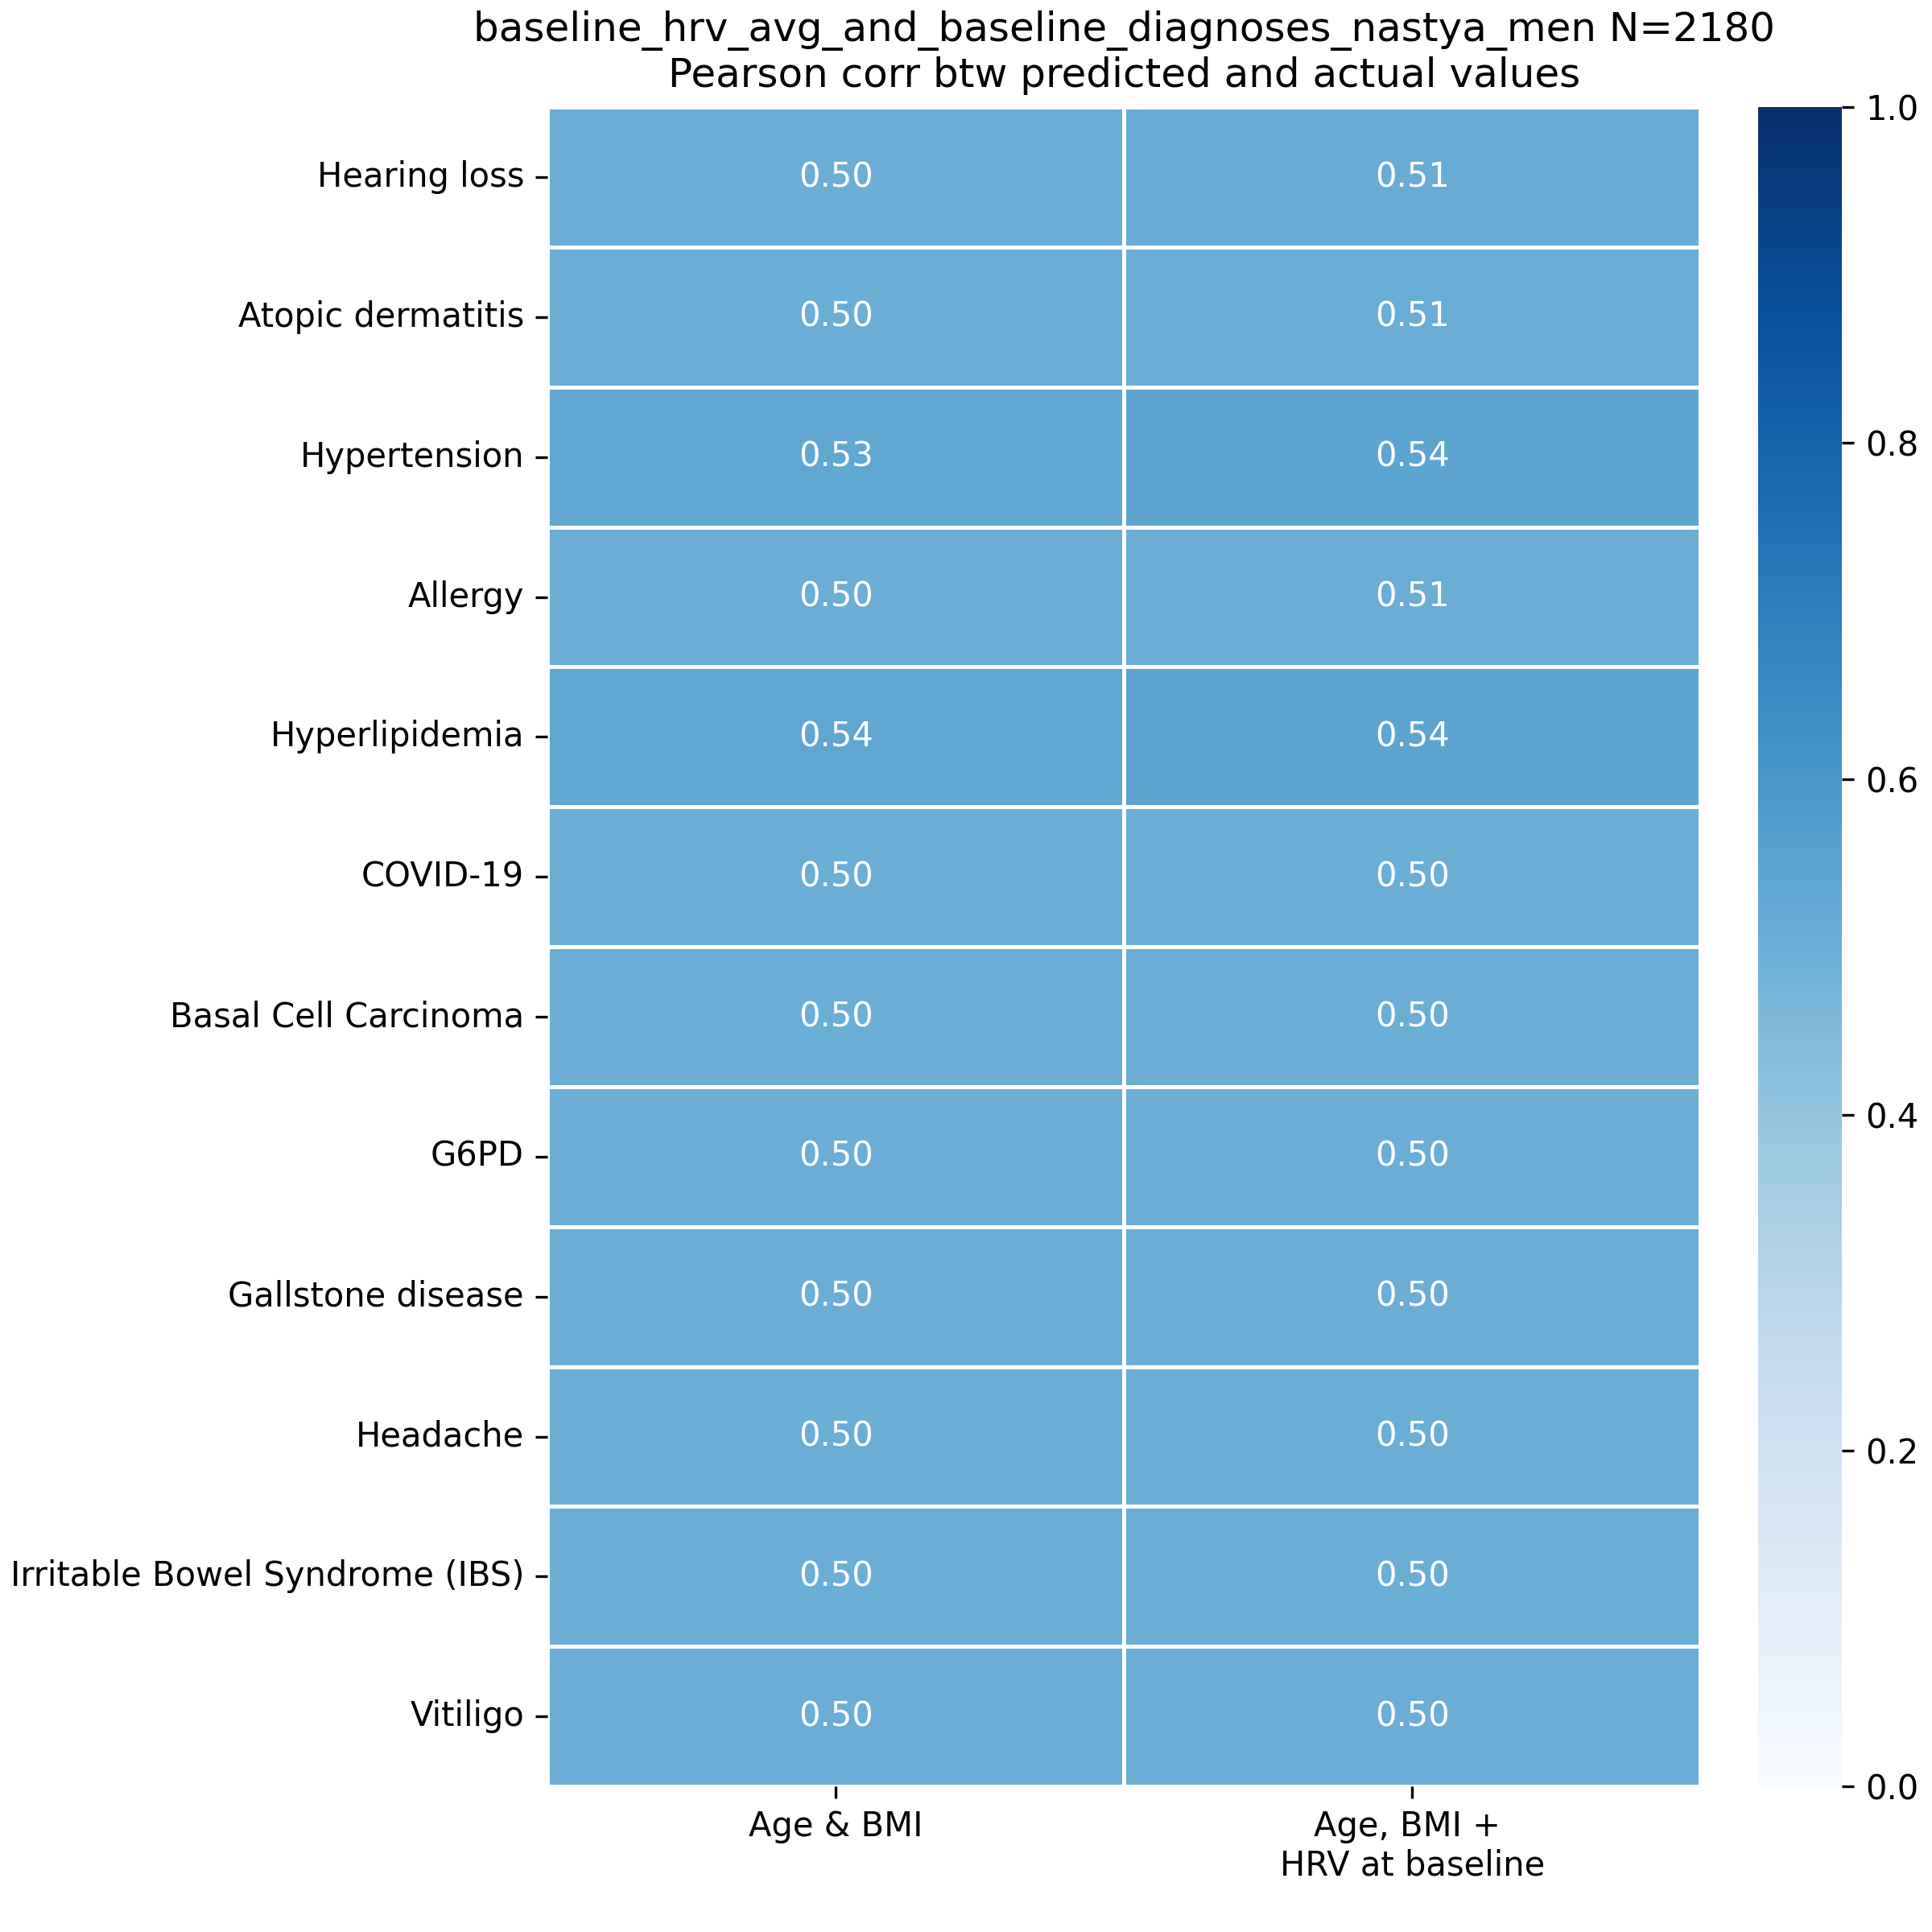 baseline_hrv_avg_and_baseline_diagnoses_nastya_men N=2180
Pearson corr btw predicted and actual values
Hearing loss 0.50 0.51
Atopic dermatitis 0.50 0.51
Hypertension 0.53 0.54
Allergy 0.50 0.51
Hyperlipidemia 0.54 0.54
COVID-19 0.50 0.50
Basal Cell Carcinoma 0.50 0.50
G6PD 0.50 0.50
Gallstone disease 0.50 0.50
Headache 0.50 0.50
Irritable Bowel Syndrome (IBS) 0.50 0.50
Vitiligo 0.50 0.50
Age & BMI
Age, BMI +
HRV at baseline
1.0
0.8
0.6
0.4
0.2
0.0